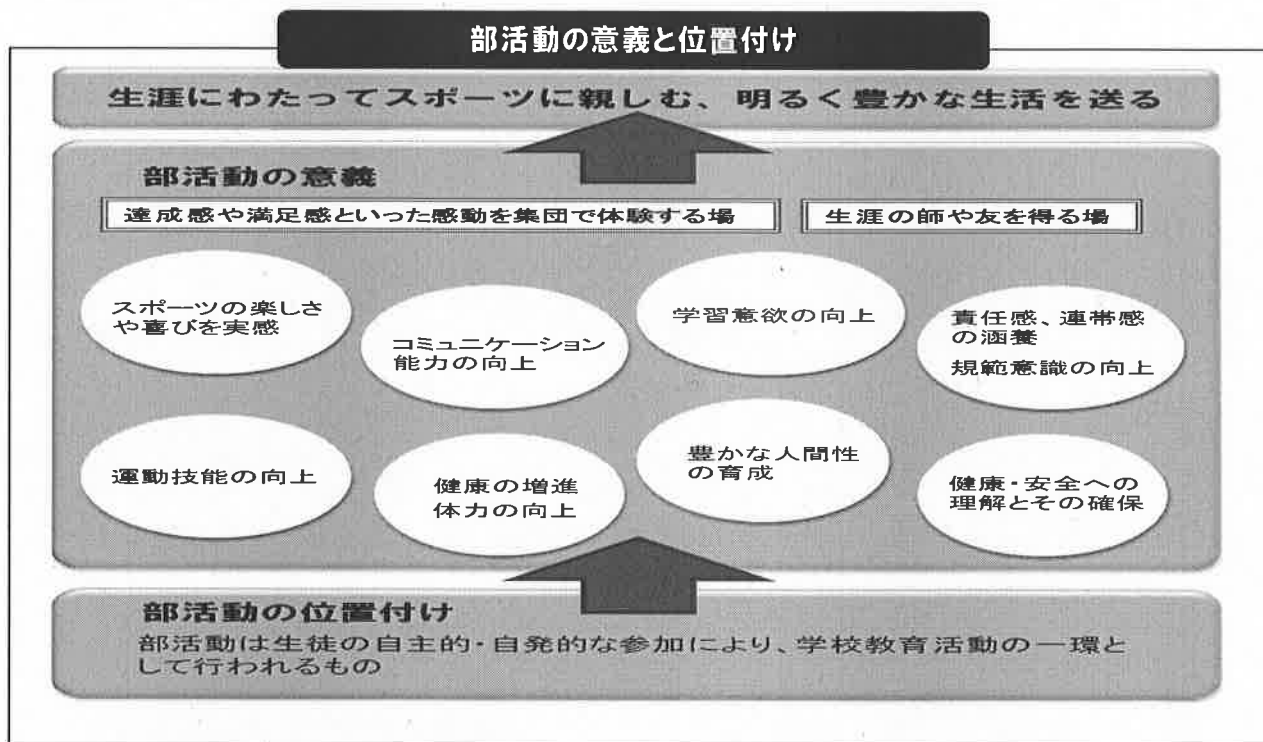 部活動の意義と位置付け
生涯にわたってスポーツに親しむ、明るく豊かな生活を送る
部活動の意義
達成感や満足感といった感動を集団で体験する場
生涯の師や友を得る場
スポーツの楽しさ
や喜びを実感
コミュニケーション
能力の向上
学習意欲の向上
責任感、連帯感
の涵養
規範意識の向上
運動技能の向上
健康の増進
体力の向上
豊かな人間性
の育成
健康・安全への
理解とその確保
部活動の位置付け
部活動は生徒の自主的・自発的な参加により、学校教育活動の一環と
して行われるもの